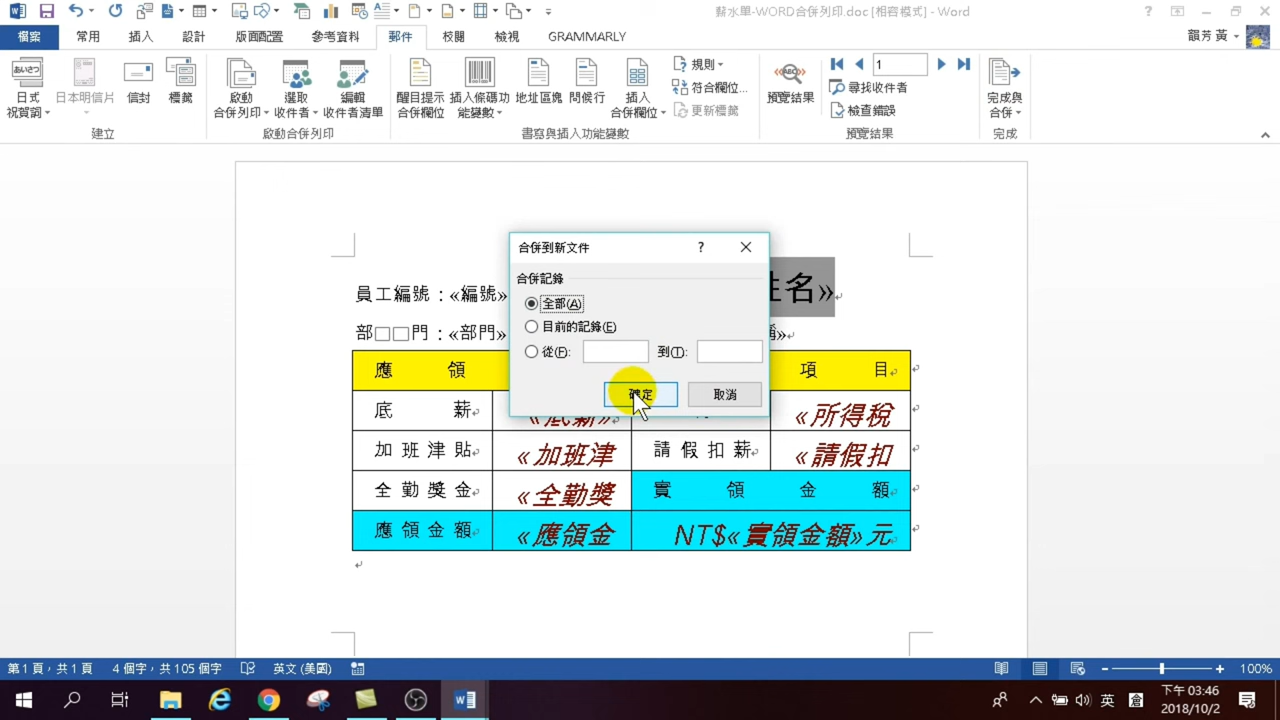 薪水單-WORD合併列印.doc [相容模式] - Word
檔案 常用 插入 設計 版面配置 參考資料 郵件 校閱 檢視 GRAMMARLY 韻芳 黃
あいさつ
日式 日本明信片 信封 標籤 啟動 選取 編輯 醒目提示 插入條碼功 地址區塊 問候行 插入 規則 符合欄位... 更新標籤 預覽結果 1 尋找收件者 檢查錯誤 完成與
祝賀詞 合併列印 收件者 收件者清單 合併欄位 能變數 合併欄位 合併
建立 啟動合併列印 書寫與插入功能變數 預覽結果 完成
合併到新文件 ?
合併記錄
全部(A)
目前的記錄(E)
從(F): 到(T):
確定 取消
員工編號：«編號» 姓名»
部□□門：«部門» 稱»
應領 項目
底薪 «底薪» «所得稅
加班津貼 «加班津 請假扣薪 «請假扣
全勤獎金 «全勤獎 實領金額
應領金額 «應領金 NT$«實領金額»元
第 1 頁，共 1 頁 4 個字，共 105 個字 英文 (美國) 100%
英 倉 下午 03:46
2018/10/2